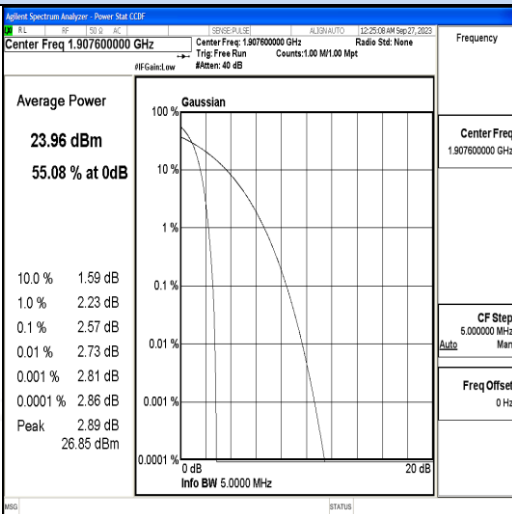 Agilent Spectrum Analyzer - Power Stat CCDF
RL RF 50 Ω AC SENSE:PULSE ALIGN AUTO 12:25:08 AM Sep 27, 2023
Center Freq 1.907600000 GHz
Center Freq: 1.907600000 GHz Radio Std: None
Trig: Free Run Counts:1.00 M/1.00 Mpt
#IFGain:Low #Atten: 40 dB
Frequency
Average Power
23.96 dBm
55.08 % at 0dB
10.0 % 1.59 dB
1.0 % 2.23 dB
0.1 % 2.57 dB
0.01 % 2.73 dB
0.001 % 2.81 dB
0.0001 % 2.86 dB
Peak 2.89 dB
26.85 dBm
Gaussian
100 %
10 %
1 %
0.1 %
0.01 %
0.001 %
0.0001 %
0 dB 20 dB
Info BW 5.0000 MHz
Center Freq
1.907600000 GHz
CF Step
5.000000 MHz
Auto Man
Freq Offset
0 Hz
MSG STATUS